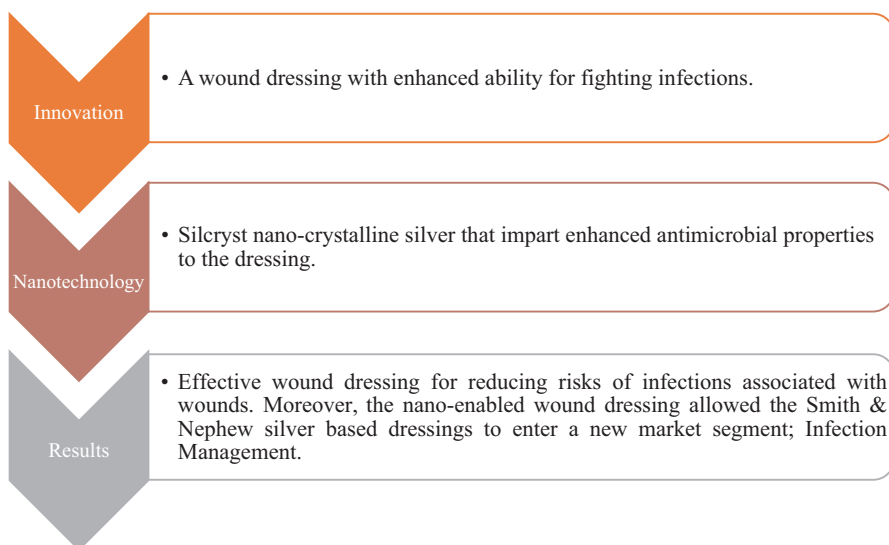 Innovation
• A wound dressing with enhanced ability for fighting infections.
Nanotechnology
• Silcryst nano-crystalline silver that impart enhanced antimicrobial properties
to the dressing.
Results
• Effective wound dressing for reducing risks of infections associated with
wounds. Moreover, the nano-enabled wound dressing allowed the Smith &
Nephew silver based dressings to enter a new market segment; Infection
Management.